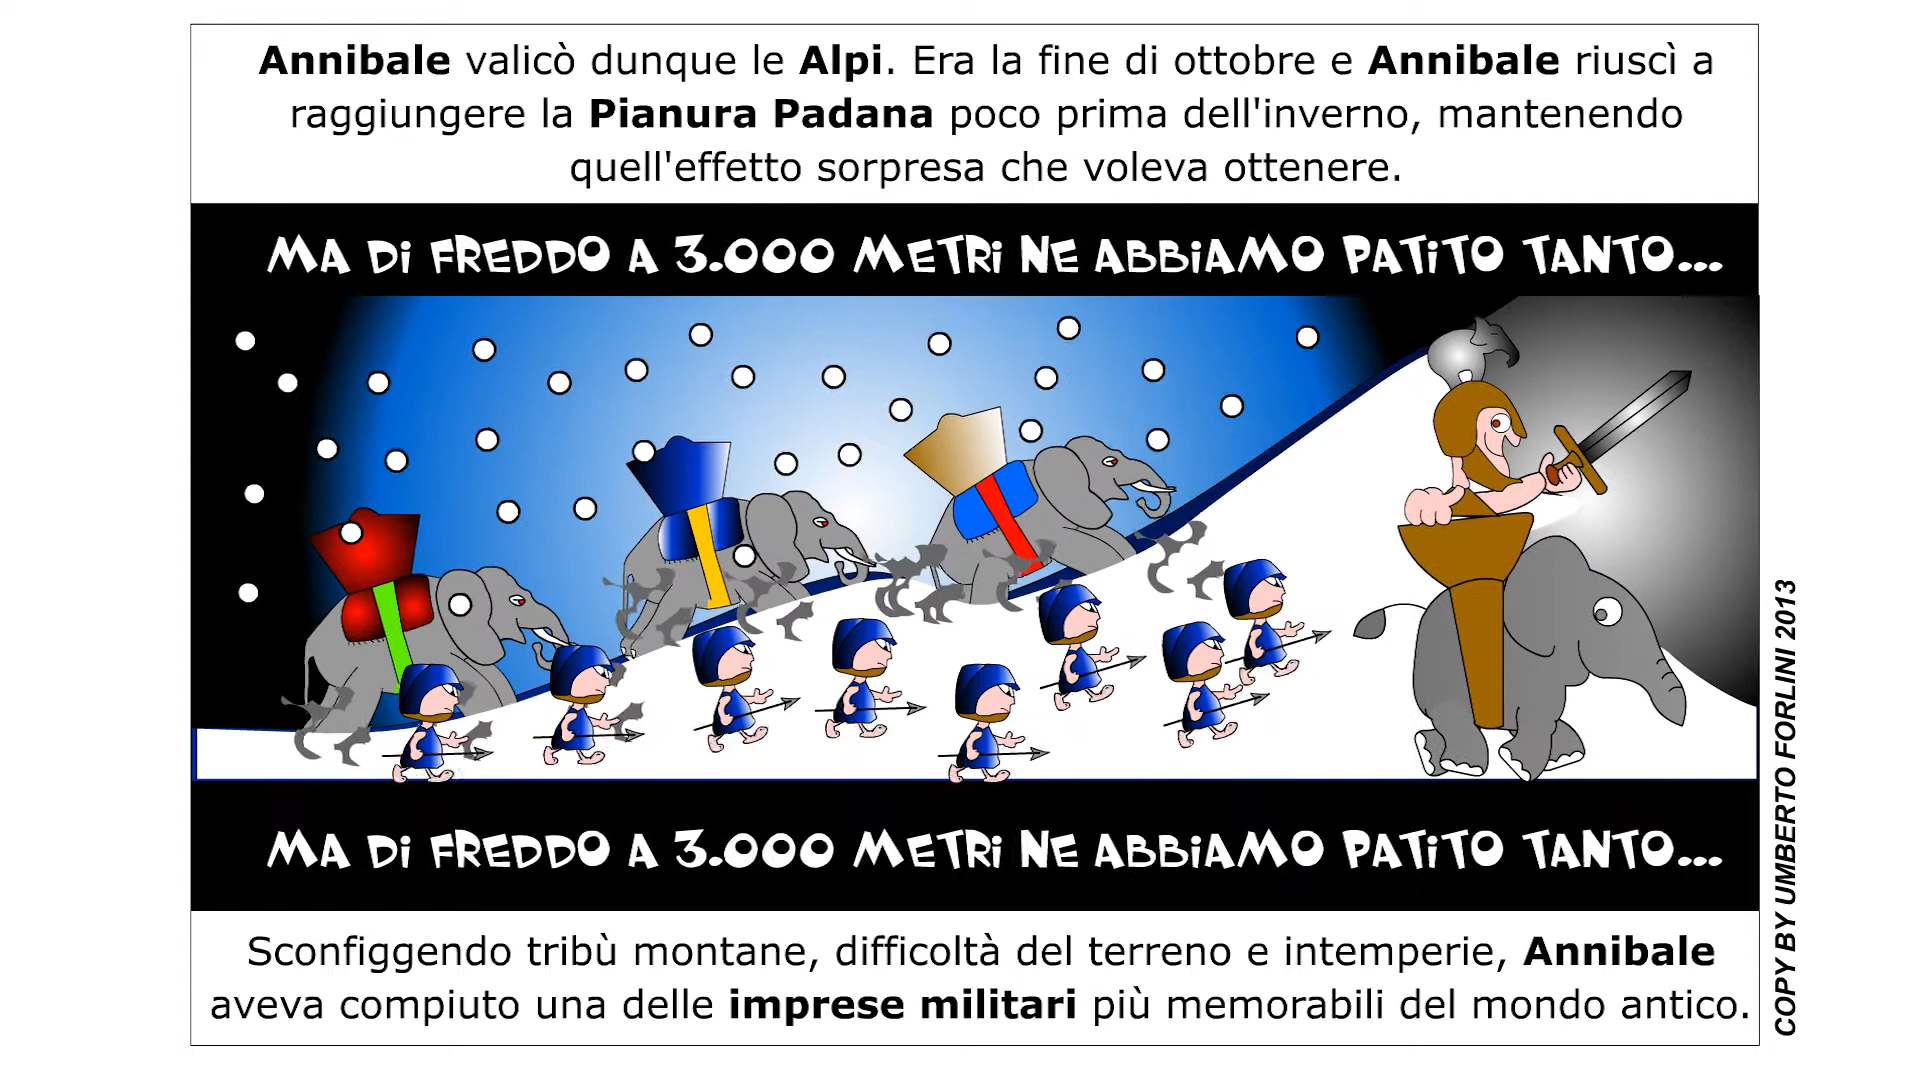 Annibale valicò dunque le Alpi. Era la fine di ottobre e Annibale riuscì a
raggiungere la Pianura Padana poco prima dell'inverno, mantenendo
quell'effetto sorpresa che voleva ottenere.
MA DI FREDDO A 3.000 METRI NE ABBIAMO PATITO TANTO...
MA DI FREDDO A 3.000 METRI NE ABBIAMO PATITO TANTO...
Sconfiggendo tribù montane, difficoltà del terreno e intemperie, Annibale
aveva compiuto una delle imprese militari più memorabili del mondo antico.
COPY BY UMBERTO FORLINI 2013